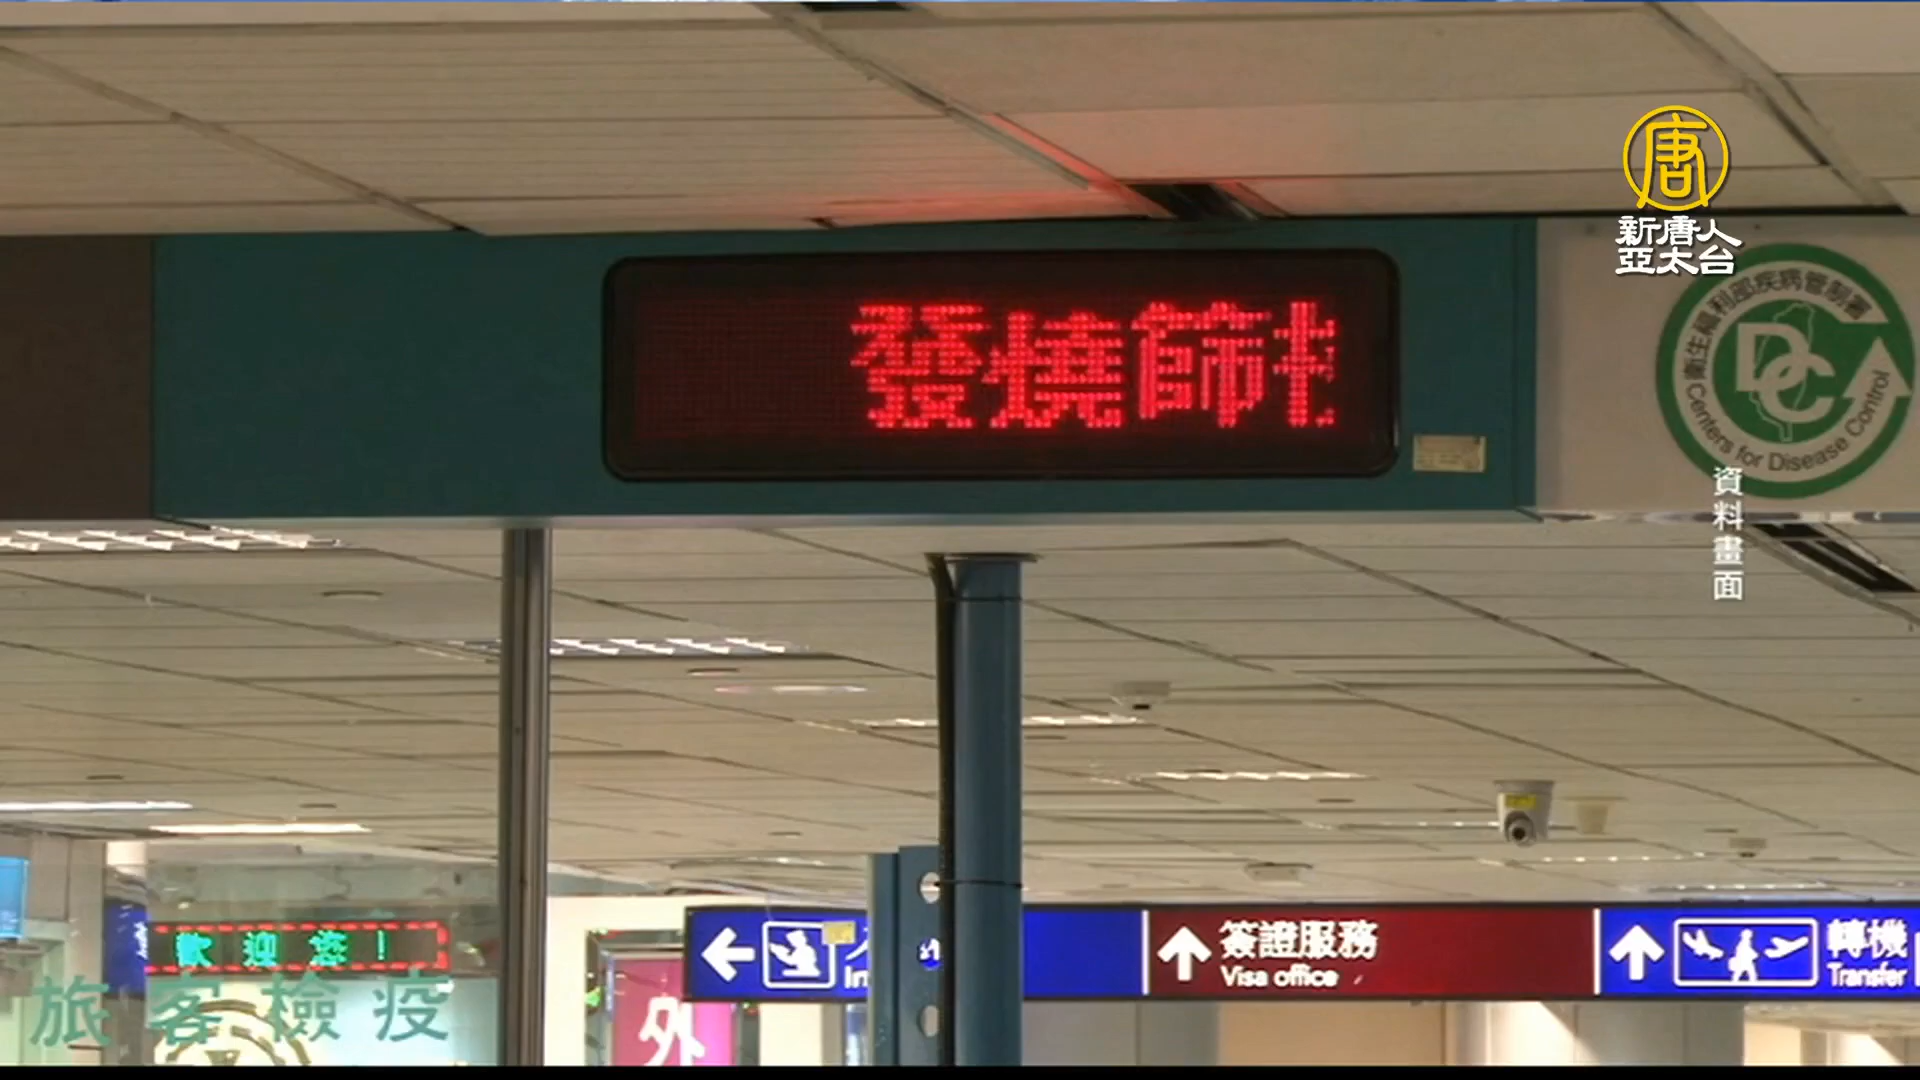 唐
新唐人
亞太台
發燒篩
衛生福利部疾病管制署
DC
Centers for Disease Control
資料畫面
歡迎您!
旅客檢疫
外
簽證服務
Visa office
轉機
Transfer